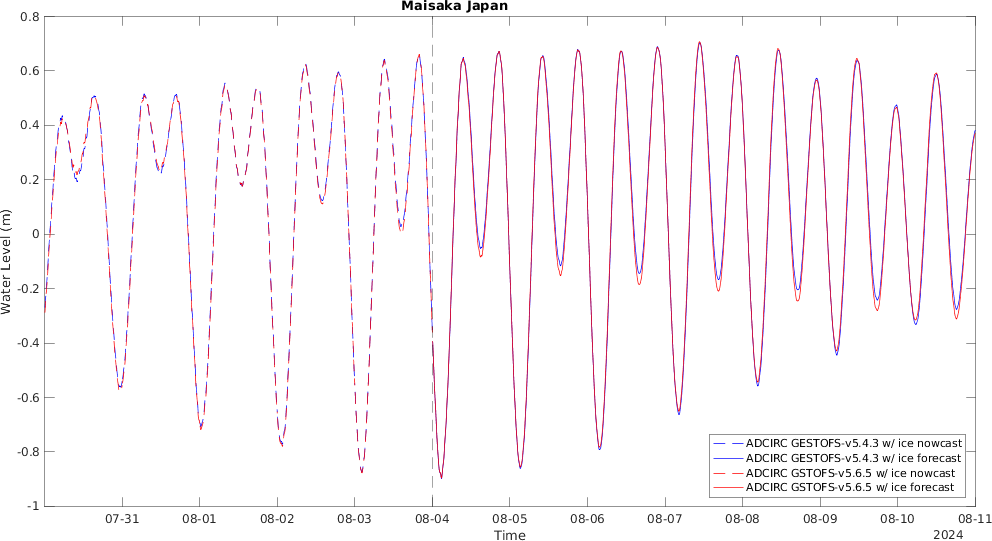 Maisaka Japan
0.8
0.6
0.4
0.2
0
-0.2
-0.4
-0.6
-0.8
-1
Water Level (m)
07-31 08-01 08-02 08-03 08-04 08-05 08-06 08-07 08-08 08-09 08-10 08-11
Time
2024
ADCIRC GESTOFS-v5.4.3 w/ ice nowcast
ADCIRC GESTOFS-v5.4.3 w/ ice forecast
ADCIRC GSTOFS-v5.6.5 w/ ice nowcast
ADCIRC GSTOFS-v5.6.5 w/ ice forecast